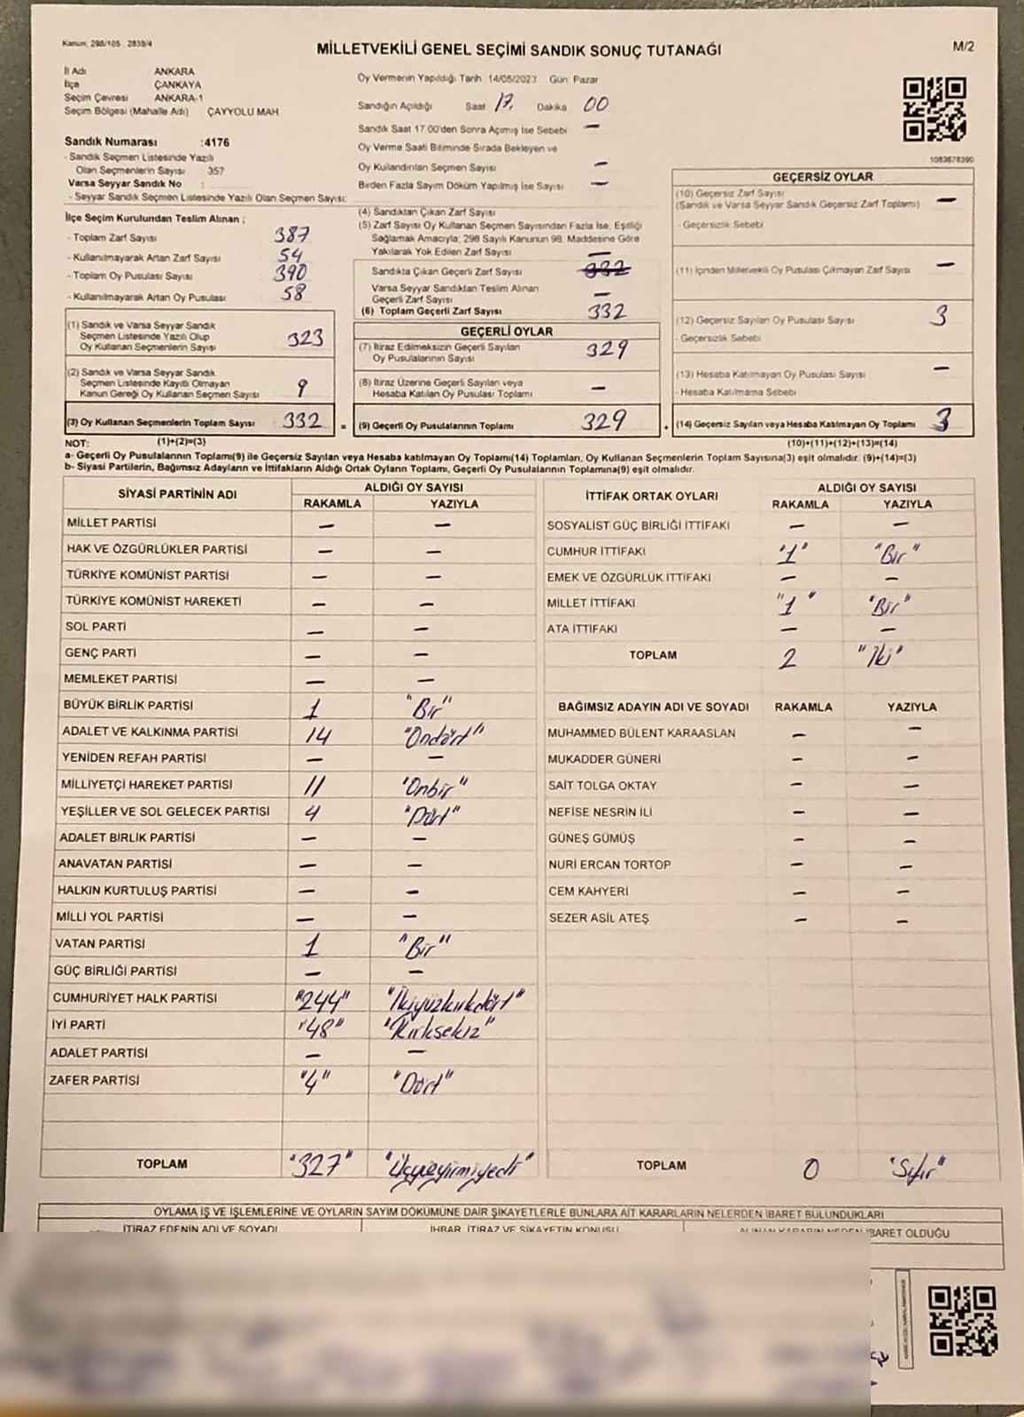 Kanun: 298/105 , 2839/4
MİLLETVEKİLİ GENEL SEÇİMİ SANDIK SONUÇ TUTANAĞI
M/2
İl Adı ANKARA
İlçe ÇANKAYA
Seçim Çevresi ANKARA-1
Seçim Bölgesi (Mahalle Adı) ÇAYYOLU MAH
Sandık Numarası :4176
- Sandık Seçmen Listesinde Yazılı
Olan Seçmenlerin Sayısı 357
Varsa Seyyar Sandık No :
- Seyyar Sandık Seçmen Listesinde Yazılı Olan Seçmen Sayısı:
İlçe Seçim Kurulundan Teslim Alınan ;
- Toplam Zarf Sayısı 387
- Kullanılmayarak Artan Zarf Sayısı 54
- Toplam Oy Pusulası Sayısı 390
- Kullanılmayarak Artan Oy Pusulası 58
(1) Sandık ve Varsa Seyyar Sandık
Seçmen Listesinde Yazılı Olup
Oy Kullanan Seçmenlerin Sayısı 323
(2) Sandık ve Varsa Seyyar Sandık
Seçmen Listesinde Kayıtlı Olmayan
Kanun Gereği Oy Kullanan Seçmen Sayısı 9
(3) Oy Kullanan Seçmenlerin Toplam Sayısı 332 =
Oy Vermenin Yapıldığı Tarih 14/05/2023 Gün: Pazar
Sandığın Açıldığı Saat 17. Dakika 00
Sandık Saat 17.00'den Sonra Açılmış İse Sebebi —
Oy Verme Saati Bitiminde Sırada Bekleyen ve
Oy Kullandırılan Seçmen Sayısı —
Birden Fazla Sayım Döküm Yapılmış İse Sayısı —
(4) Sandıktan Çıkan Zarf Sayısı
(5) Zarf Sayısı Oy Kullanan Seçmen Sayısından Fazla İse, Eşitliği
Sağlamak Amacıyla; 298 Sayılı Kanunun 98. Maddesine Göre
Yakılarak Yok Edilen Zarf Sayısı —
Sandıkta Çıkan Geçerli Zarf Sayısı 332
Varsa Seyyar Sandıktan Teslim Alınan
Geçerli Zarf Sayısı —
(6) Toplam Geçerli Zarf Sayısı 332
GEÇERLİ OYLAR
(7) İtiraz Edilmeksizin Geçerli Sayılan
Oy Pusulalarının Sayısı 329
(8) İtiraz Üzerine Geçerli Sayılan veya
Hesaba Katılan Oy Pusulası Toplamı —
(9) Geçerli Oy Pusulalarının Toplamı 329 +
1083678390
GEÇERSİZ OYLAR
(10) Geçersiz Zarf Sayısı —
(Sandık ve Varsa Seyyar Sandık Geçersiz Zarf Toplamı)
- Geçersizlik Sebebi
(11) İçinden Milletvekili Oy Pusulası Çıkmayan Zarf Sayısı —
(12) Geçersiz Sayılan Oy Pusulası Sayısı 3
- Geçersizlik Sebebi
(13) Hesaba Katılmayan Oy Pusulası Sayısı —
- Hesaba Katılmama Sebebi
(14) Geçersiz Sayılan veya Hesaba Katılmayan Oy Toplamı 3
NOT: (1)+(2)=(3) (10)+(11)+(12)+(13)=(14)
a- Geçerli Oy Pusulalarının Toplamı(9) ile Geçersiz Sayılan veya Hesaba katılmayan Oy Toplamı(14) Toplamları, Oy Kullanan Seçmenlerin Toplam Sayısına(3) eşit olmalıdır. (9)+(14)=(3)
b- Siyasi Partilerin, Bağımsız Adayların ve İttifakların Aldığı Ortak Oyların Toplamı, Geçerli Oy Pusulalarının Toplamına(9) eşit olmalıdır.
SİYASİ PARTİNİN ADI ALDIĞI OY SAYISI
RAKAMLA YAZIYLA
MİLLET PARTİSİ — —
HAK VE ÖZGÜRLÜKLER PARTİSİ — —
TÜRKİYE KOMÜNİST PARTİSİ — —
TÜRKİYE KOMÜNİST HAREKETİ — —
SOL PARTİ — —
GENÇ PARTİ — —
MEMLEKET PARTİSİ — —
BÜYÜK BİRLİK PARTİSİ 1 "Bir"
ADALET VE KALKINMA PARTİSİ 14 "Ondört"
YENİDEN REFAH PARTİSİ — —
MİLLİYETÇİ HAREKET PARTİSİ 11 "Onbir"
YEŞİLLER VE SOL GELECEK PARTİSİ 4 "Dört"
ADALET BİRLİK PARTİSİ — —
ANAVATAN PARTİSİ — —
HALKIN KURTULUŞ PARTİSİ — —
MİLLİ YOL PARTİSİ — —
VATAN PARTİSİ 1 "Bir"
GÜÇ BİRLİĞİ PARTİSİ — —
CUMHURİYET HALK PARTİSİ "244" "İkiyüzkırkdört"
İYİ PARTİ "48" "Kırksekiz"
ADALET PARTİSİ — —
ZAFER PARTİSİ "4" "Dört"
TOPLAM "327" "Üçyüzyirmiyedi"
İTTİFAK ORTAK OYLARI ALDIĞI OY SAYISI
RAKAMLA YAZIYLA
SOSYALİST GÜÇ BİRLİĞİ İTTİFAKI — —
CUMHUR İTTİFAKI "1" "Bir"
EMEK VE ÖZGÜRLÜK İTTİFAKI — —
MİLLET İTTİFAKI "1" "Bir"
ATA İTTİFAKI — —
TOPLAM 2 "İki"
BAĞIMSIZ ADAYIN ADI VE SOYADI RAKAMLA YAZIYLA
MUHAMMED BÜLENT KARAASLAN — —
MUKADDER GÜNERİ — —
SAİT TOLGA OKTAY — —
NEFİSE NESRİN İLİ — —
GÜNEŞ GÜMÜŞ — —
NURİ ERCAN TORTOP — —
CEM KAHYERİ — —
SEZER ASİL ATEŞ — —
TOPLAM 0 "Sıfır"
OYLAMA İŞ VE İŞLEMLERİNE VE OYLARIN SAYIM DÖKÜMÜNE DAİR ŞİKAYETLERLE BUNLARA AİT KARARLARIN NELERDEN İBARET BULUNDUKLARI
İTİRAZ EDENİN ADI VE SOYADI İHBAR, İTİRAZ VE ŞİKAYETİN KONUSU ALINAN KARARIN NEDEN İBARET OLDUĞU